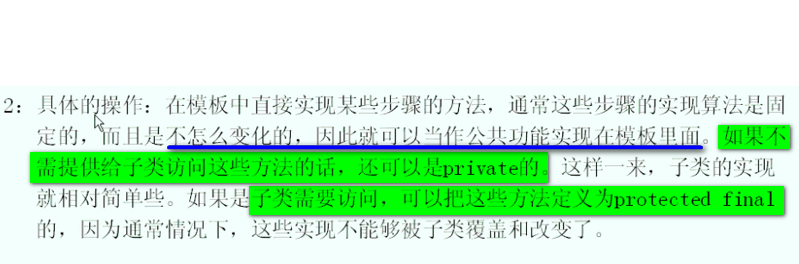 2：具体的操作：在模板中直接实现某些步骤的方法，通常这些步骤的实现算法是固
定的，而且是不怎么变化的，因此就可以当作公共功能实现在模板里面。如果不
需提供给子类访问这些方法的话，还可以是private的。这样一来，子类的实现
就相对简单些。如果是子类需要访问，可以把这些方法定义为protected final
的，因为通常情况下，这些实现不能够被子类覆盖和改变了。